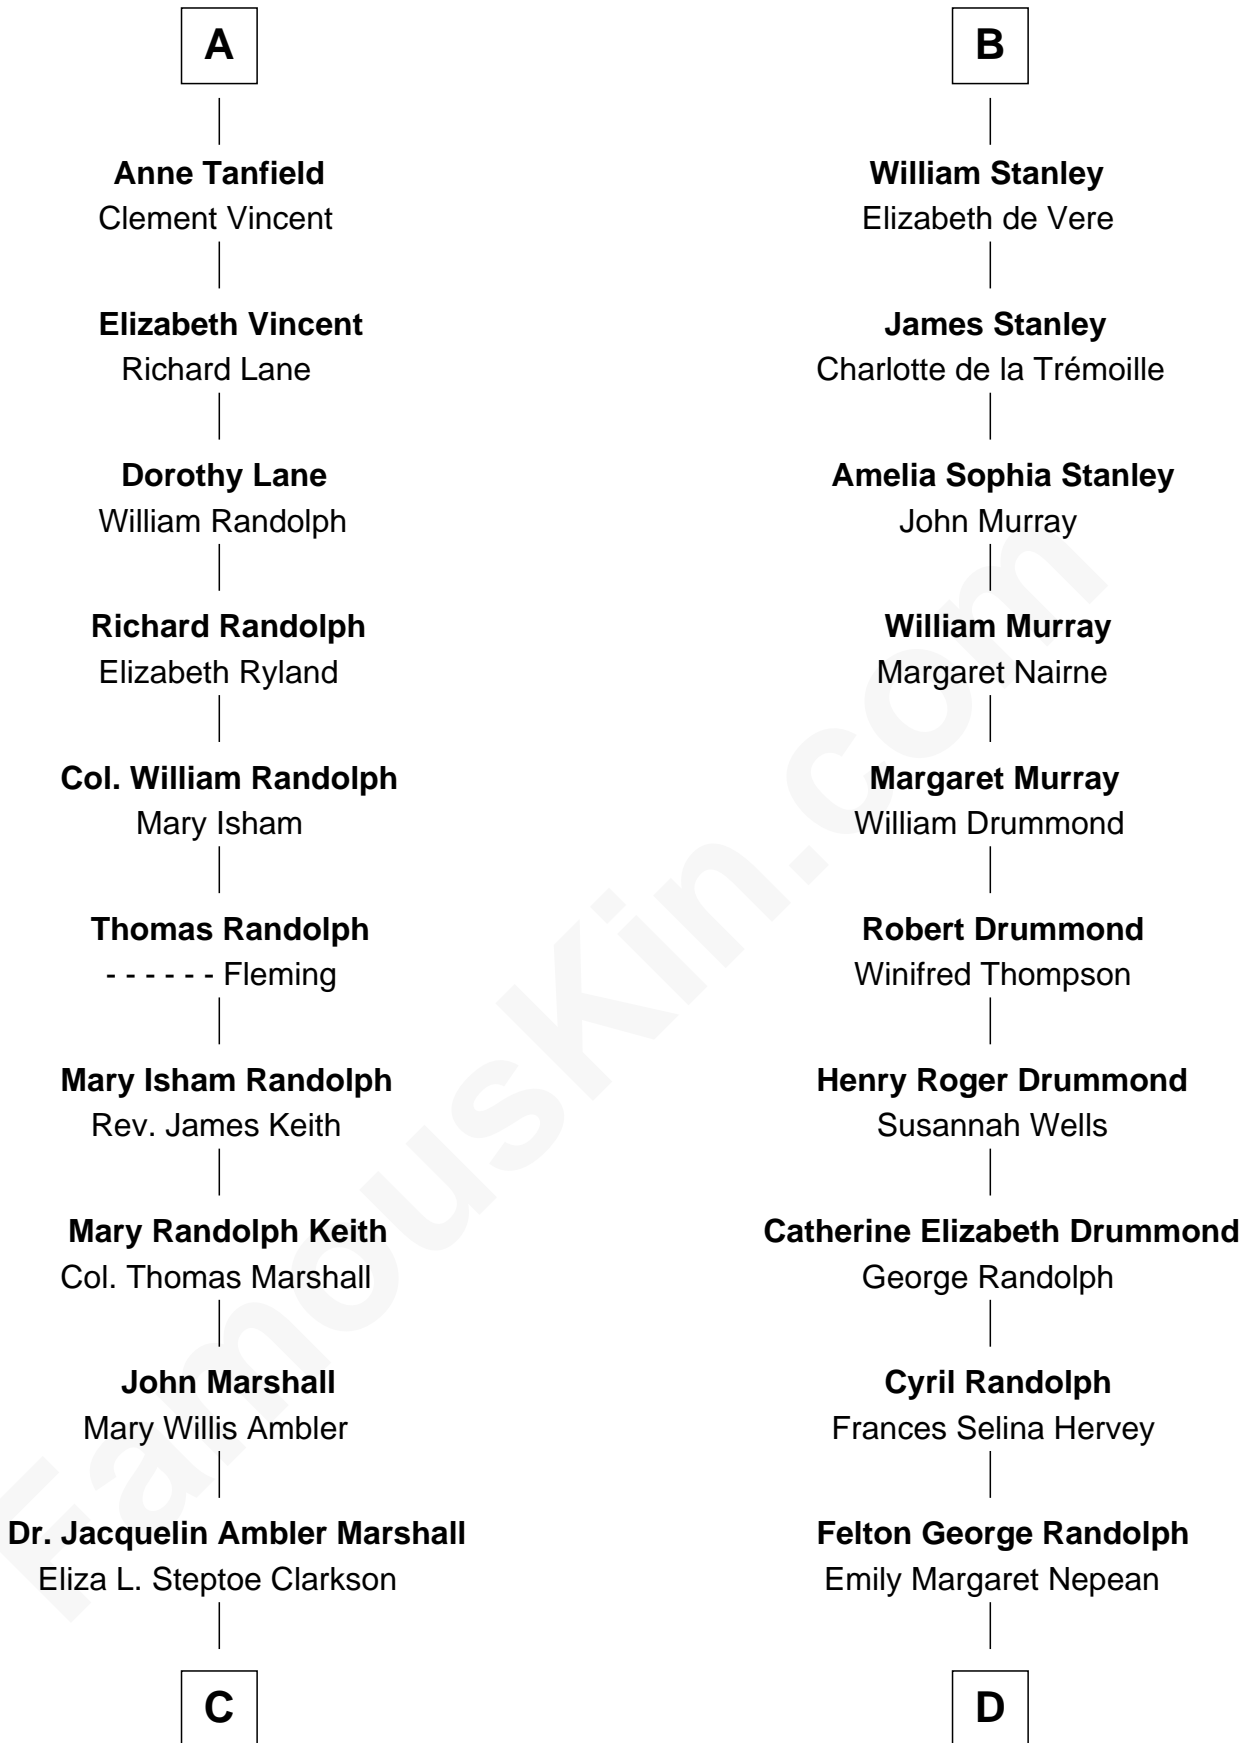 A
Anne Tanfield
Clement Vincent
Elizabeth Vincent
Richard Lane
Dorothy Lane
William Randolph
Richard Randolph
Elizabeth Ryland
Col. William Randolph
Mary Isham
Thomas Randolph
- - - - - - Fleming
Mary Isham Randolph
Rev. James Keith
Mary Randolph Keith
Col. Thomas Marshall
John Marshall
Mary Willis Ambler
Dr. Jacquelin Ambler Marshall
Eliza L. Steptoe Clarkson
C
B
William Stanley
Elizabeth de Vere
James Stanley
Charlotte de la Trémoille
Amelia Sophia Stanley
John Murray
William Murray
Margaret Nairne
Margaret Murray
William Drummond
Robert Drummond
Winifred Thompson
Henry Roger Drummond
Susannah Wells
Catherine Elizabeth Drummond
George Randolph
Cyril Randolph
Frances Selina Hervey
Felton George Randolph
Emily Margaret Nepean
D
FamousKin.com